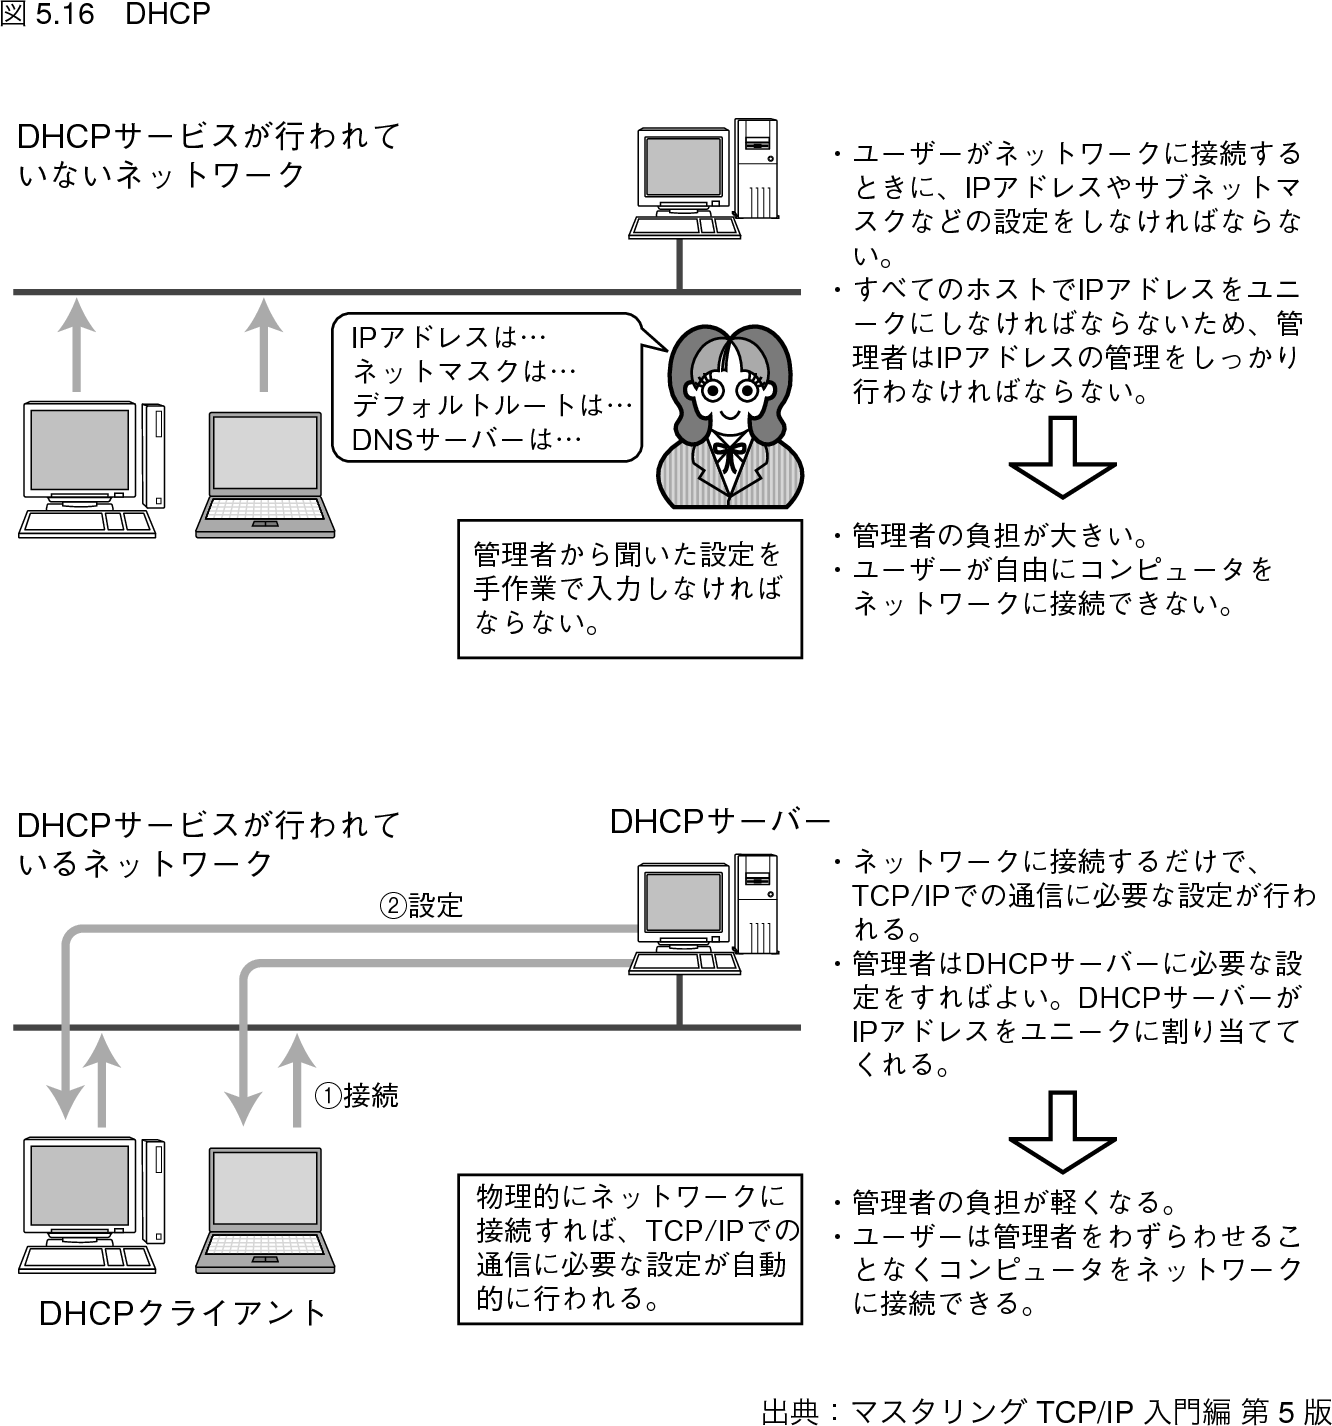 図 5.16　DHCP
DHCPサービスが行われて
いないネットワーク
・ユーザーがネットワークに接続する
ときに、IPアドレスやサブネットマ
スクなどの設定をしなければならな
い。
・すべてのホストでIPアドレスをユニ
ークにしなければならないため、管
理者はIPアドレスの管理をしっかり
行わなければならない。
IPアドレスは…
ネットマスクは…
デフォルトルートは…
DNSサーバーは…
管理者から聞いた設定を
手作業で入力しなければ
ならない。
・管理者の負担が大きい。
・ユーザーが自由にコンピュータを
ネットワークに接続できない。
DHCPサービスが行われて
いるネットワーク
DHCPサーバー
②設定
①接続
DHCPクライアント
・ネットワークに接続するだけで、
TCP/IPでの通信に必要な設定が行わ
れる。
・管理者はDHCPサーバーに必要な設
定をすればよい。DHCPサーバーが
IPアドレスをユニークに割り当てて
くれる。
物理的にネットワークに
接続すれば、TCP/IPでの
通信に必要な設定が自動
的に行われる。
・管理者の負担が軽くなる。
・ユーザーは管理者をわずらわせるこ
となくコンピュータをネットワーク
に接続できる。
出典：マスタリング TCP/IP 入門編 第 5 版